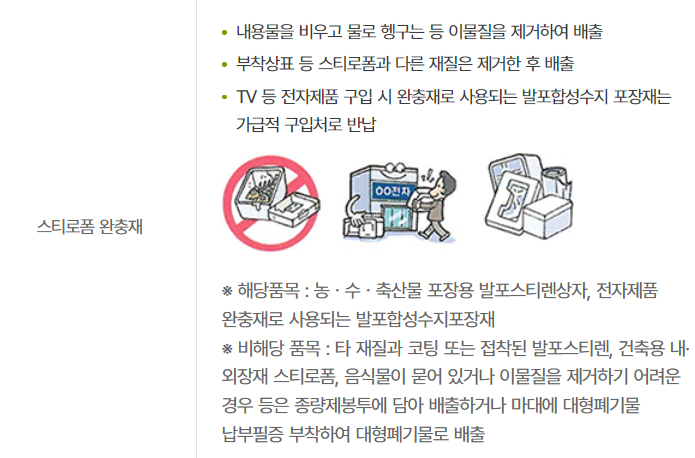 내용물을 비우고 물로 헹구는 등 이물질을 제거하여 배출
부착상표 등 스티로폼과 다른 재질은 제거한 후 배출
TV 등 전자제품 구입 시 완충재로 사용되는 발포합성수지 포장재는
가급적 구입처로 반납
OO전자
스티로폼 완충재
※ 해당품목 : 농ㆍ수ㆍ축산물 포장용 발포스티렌상자, 전자제품
완충재로 사용되는 발포합성수지포장재
※ 비해당 품목 : 타 재질과 코팅 또는 접착된 발포스티렌, 건축용 내·
외장재 스티로폼, 음식물이 묻어 있거나 이물질을 제거하기 어려운
경우 등은 종량제봉투에 담아 배출하거나 마대에 대형폐기물
납부필증 부착하여 대형폐기물로 배출